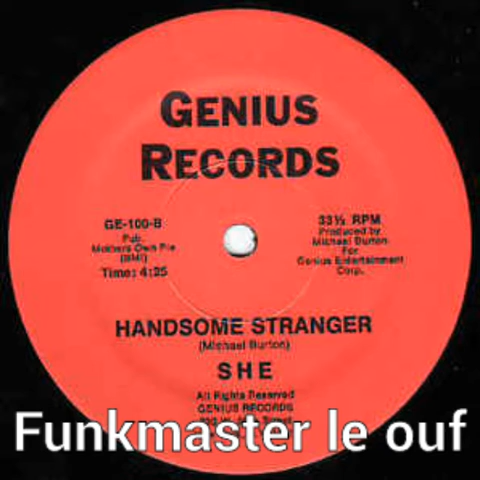 GENIUS
RECORDS
GE-100-B
Pub.
Mothers Own Pie
(BMI)
Time: 4:25
33⅓ RPM
Produced by
Michael Burton
For
Genius Entertainment
Corp.
HANDSOME STRANGER
(Michael Burton)
SHE
All Rights Reserved
GENIUS RECORDS
Funkmaster le ouf